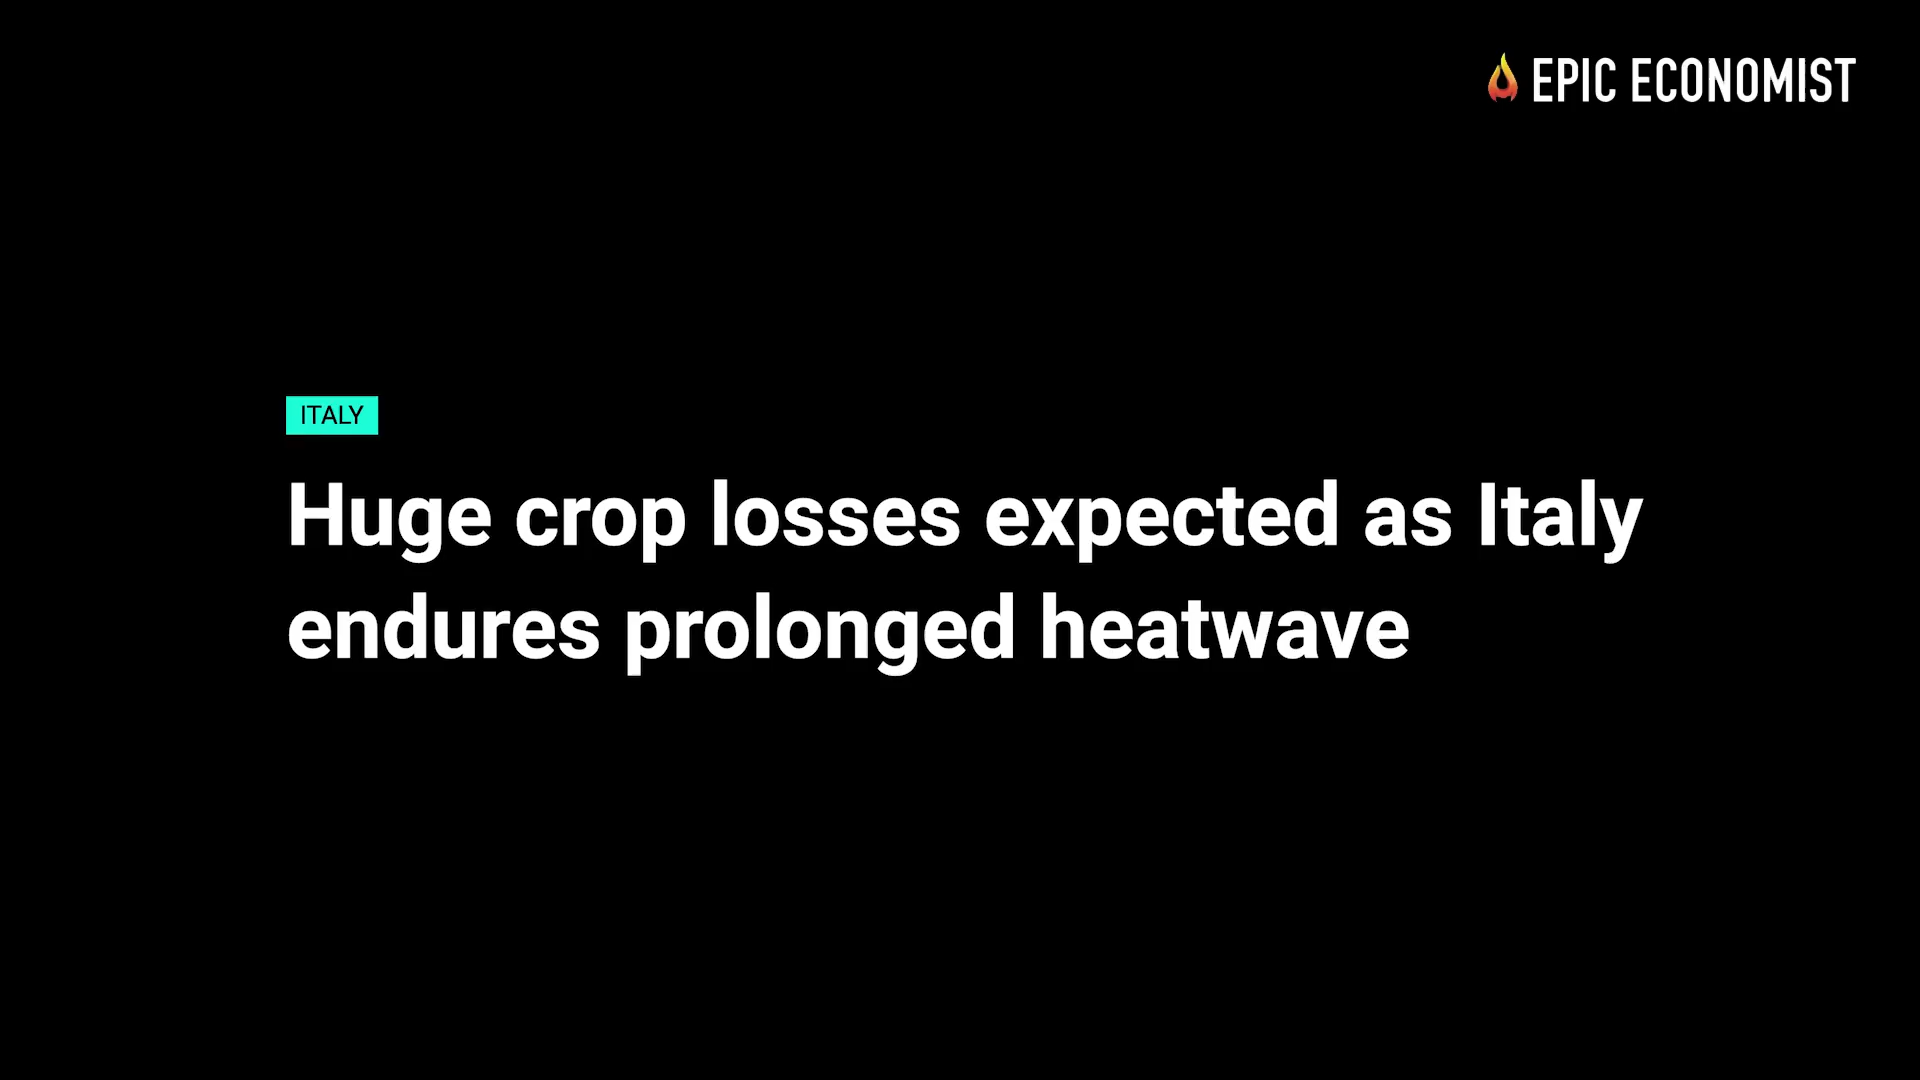 EPIC ECONOMIST
ITALY
Huge crop losses expected as Italy
endures prolonged heatwave